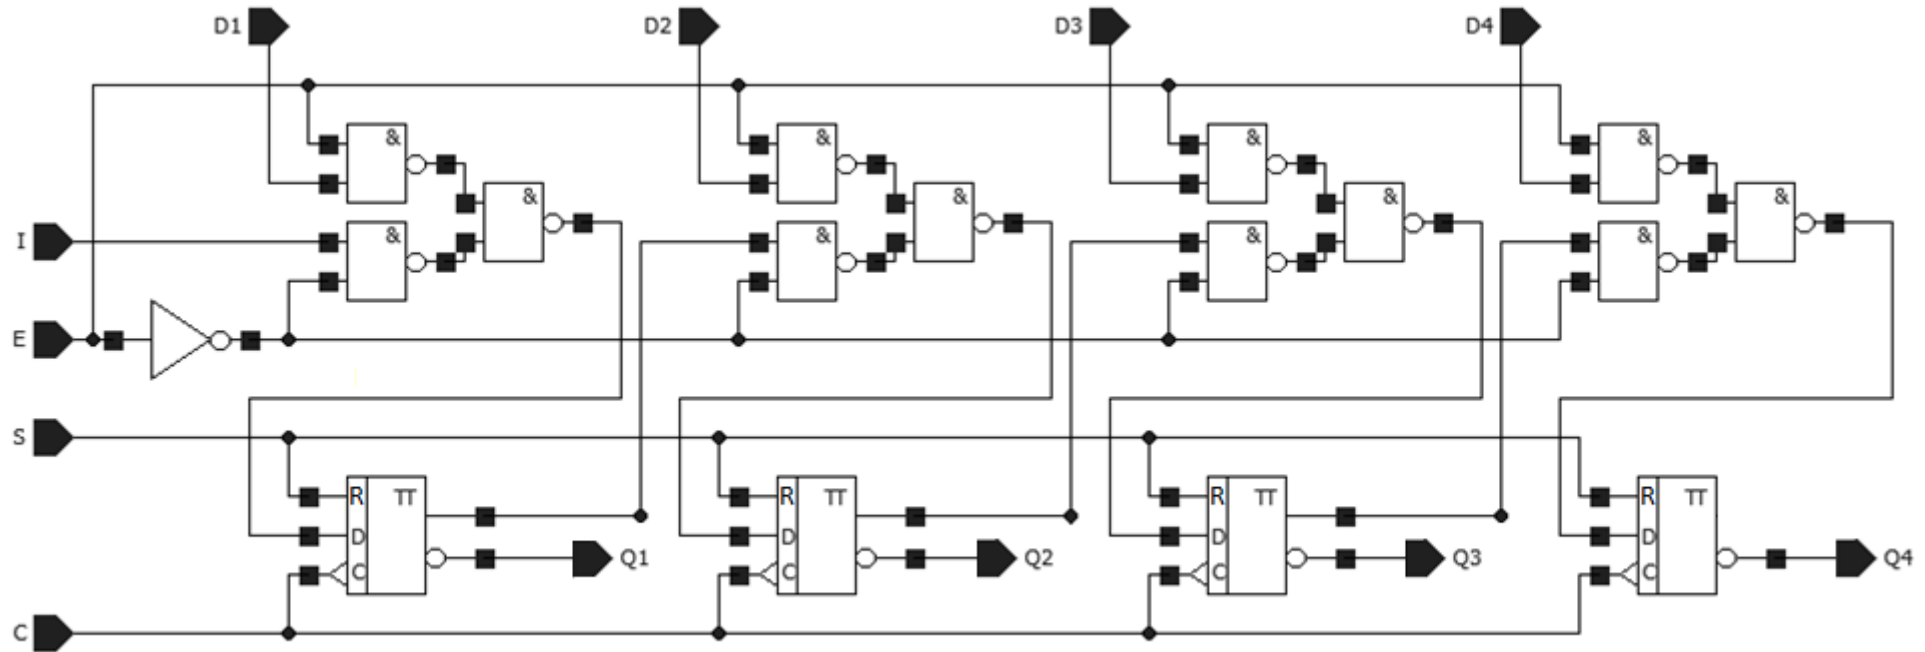 D1 D2 D3 D4
& & & &
& & & &
I & & & &
E
S
R TT R TT R TT R TT
D D D D
Q1 Q2 Q3 Q4
C C C C
C